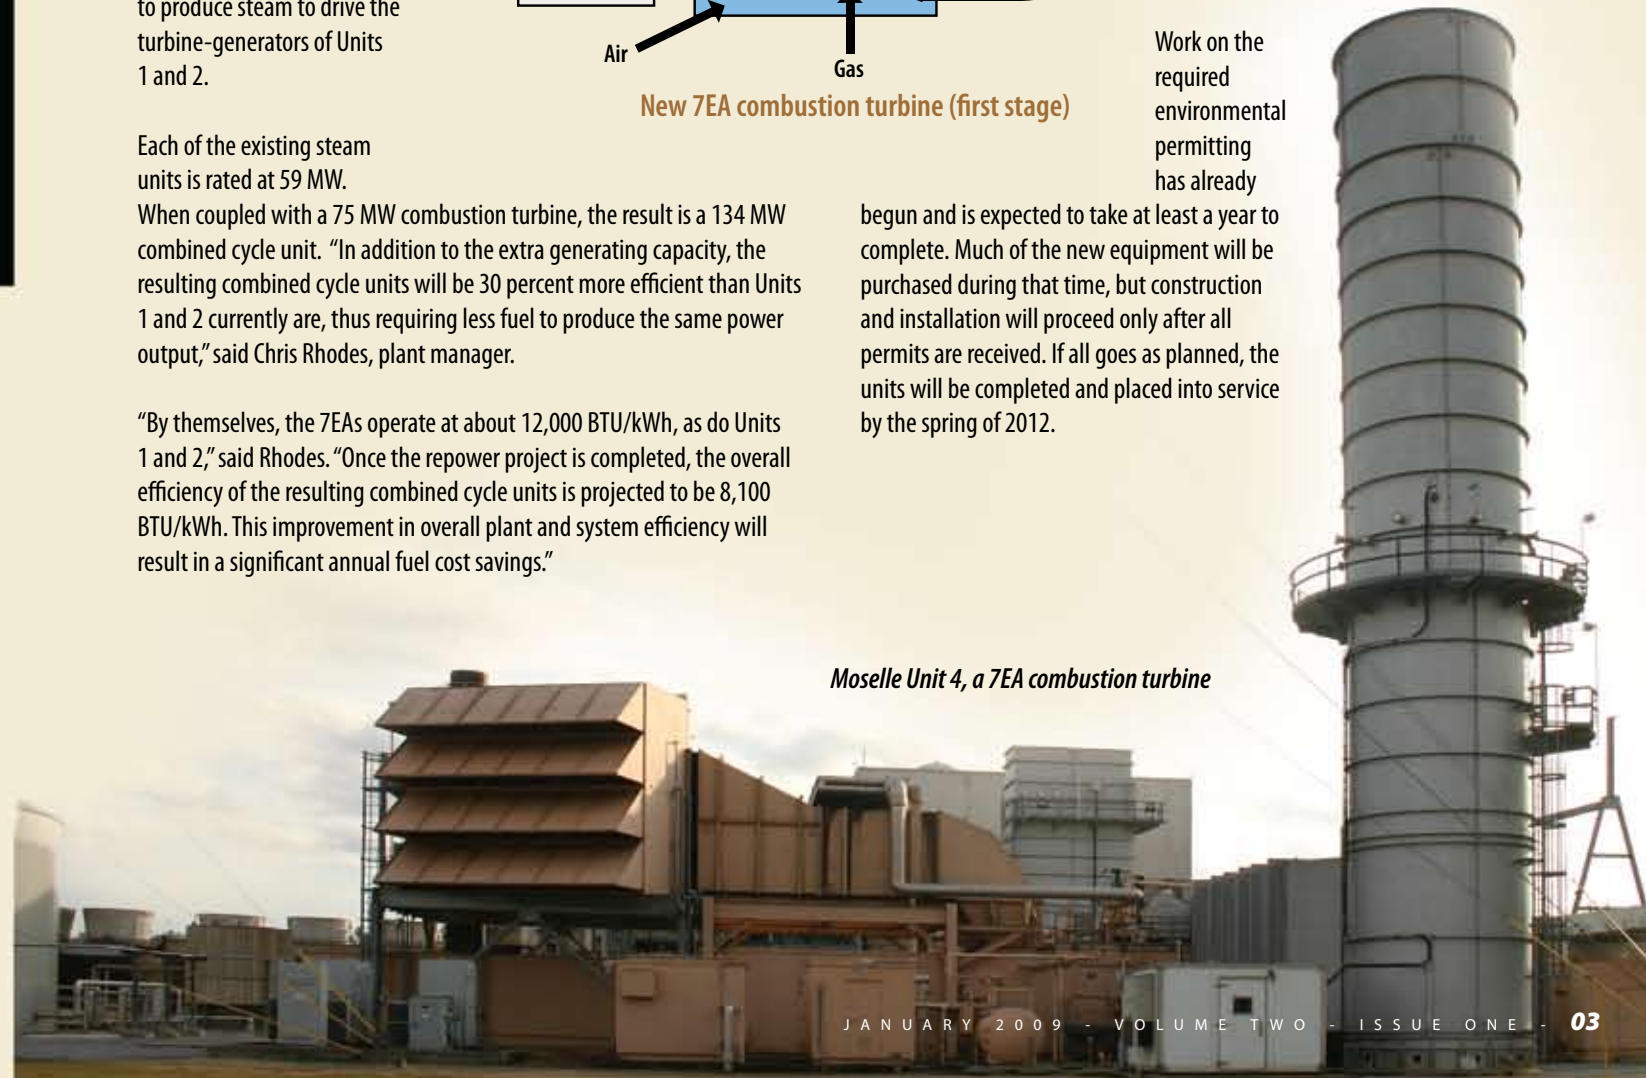 to produce steam to drive the
turbine-generators of Units
1 and 2.
Each of the existing steam
units is rated at 59 MW.
When coupled with a 75 MW combustion turbine, the result is a 134 MW
combined cycle unit. “In addition to the extra generating capacity, the
resulting combined cycle units will be 30 percent more efficient than Units
1 and 2 currently are, thus requiring less fuel to produce the same power
output,” said Chris Rhodes, plant manager.
“By themselves, the 7EAs operate at about 12,000 BTU/kWh, as do Units
1 and 2,” said Rhodes. “Once the repower project is completed, the overall
efficiency of the resulting combined cycle units is projected to be 8,100
BTU/kWh. This improvement in overall plant and system efficiency will
result in a significant annual fuel cost savings.”
Air
Gas
New 7EA combustion turbine (first stage)
Work on the
required
environmental
permitting
has already
begun and is expected to take at least a year to
complete. Much of the new equipment will be
purchased during that time, but construction
and installation will proceed only after all
permits are received. If all goes as planned, the
units will be completed and placed into service
by the spring of 2012.
Moselle Unit 4, a 7EA combustion turbine
JANUARY 2009 - VOLUME TWO - ISSUE ONE - 03